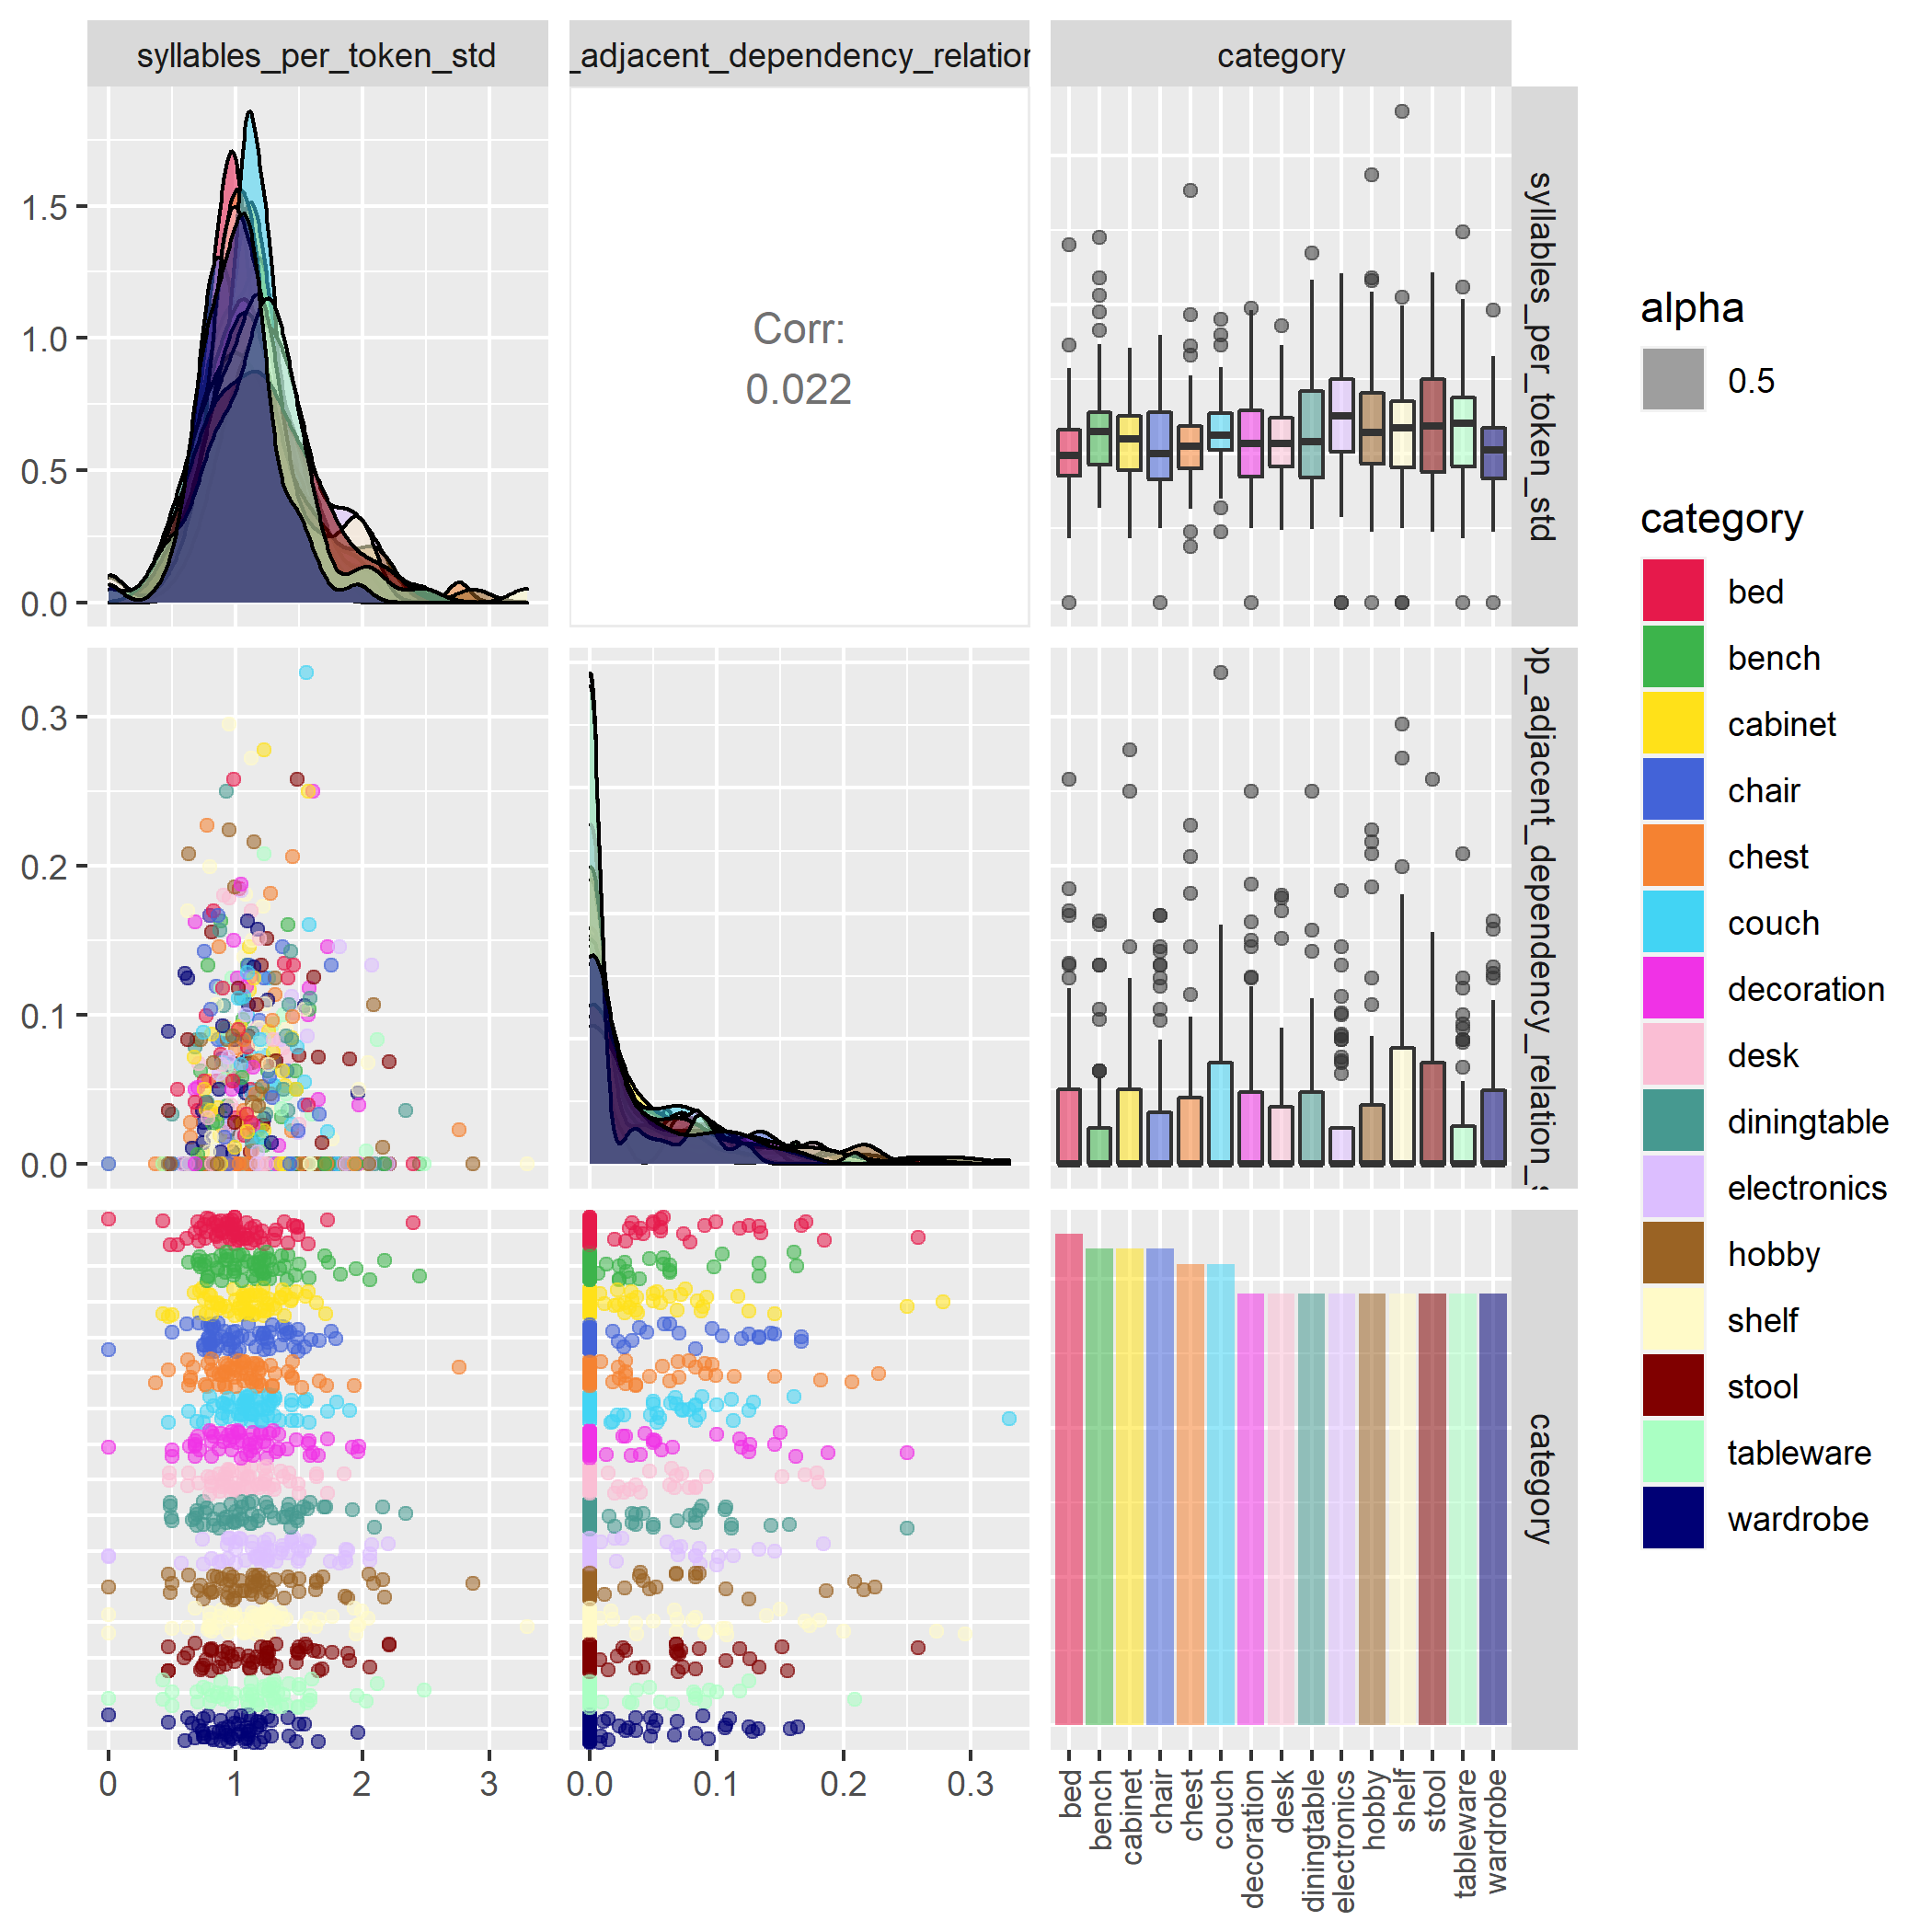 syllables_per_token_std
_adjacent_dependency_relation
category
1.5
1.0
0.5
0.0
Corr:
0.022
syllables_per_token_std
0.3
0.2
0.1
0.0
op_adjacent_dependency_relation_s
category
0
1
2
3
0.0
0.1
0.2
0.3
bed
bench
cabinet
chair
chest
couch
decoration
desk
diningtable
electronics
hobby
shelf
stool
tableware
wardrobe
alpha
0.5
category
bed
bench
cabinet
chair
chest
couch
decoration
desk
diningtable
electronics
hobby
shelf
stool
tableware
wardrobe